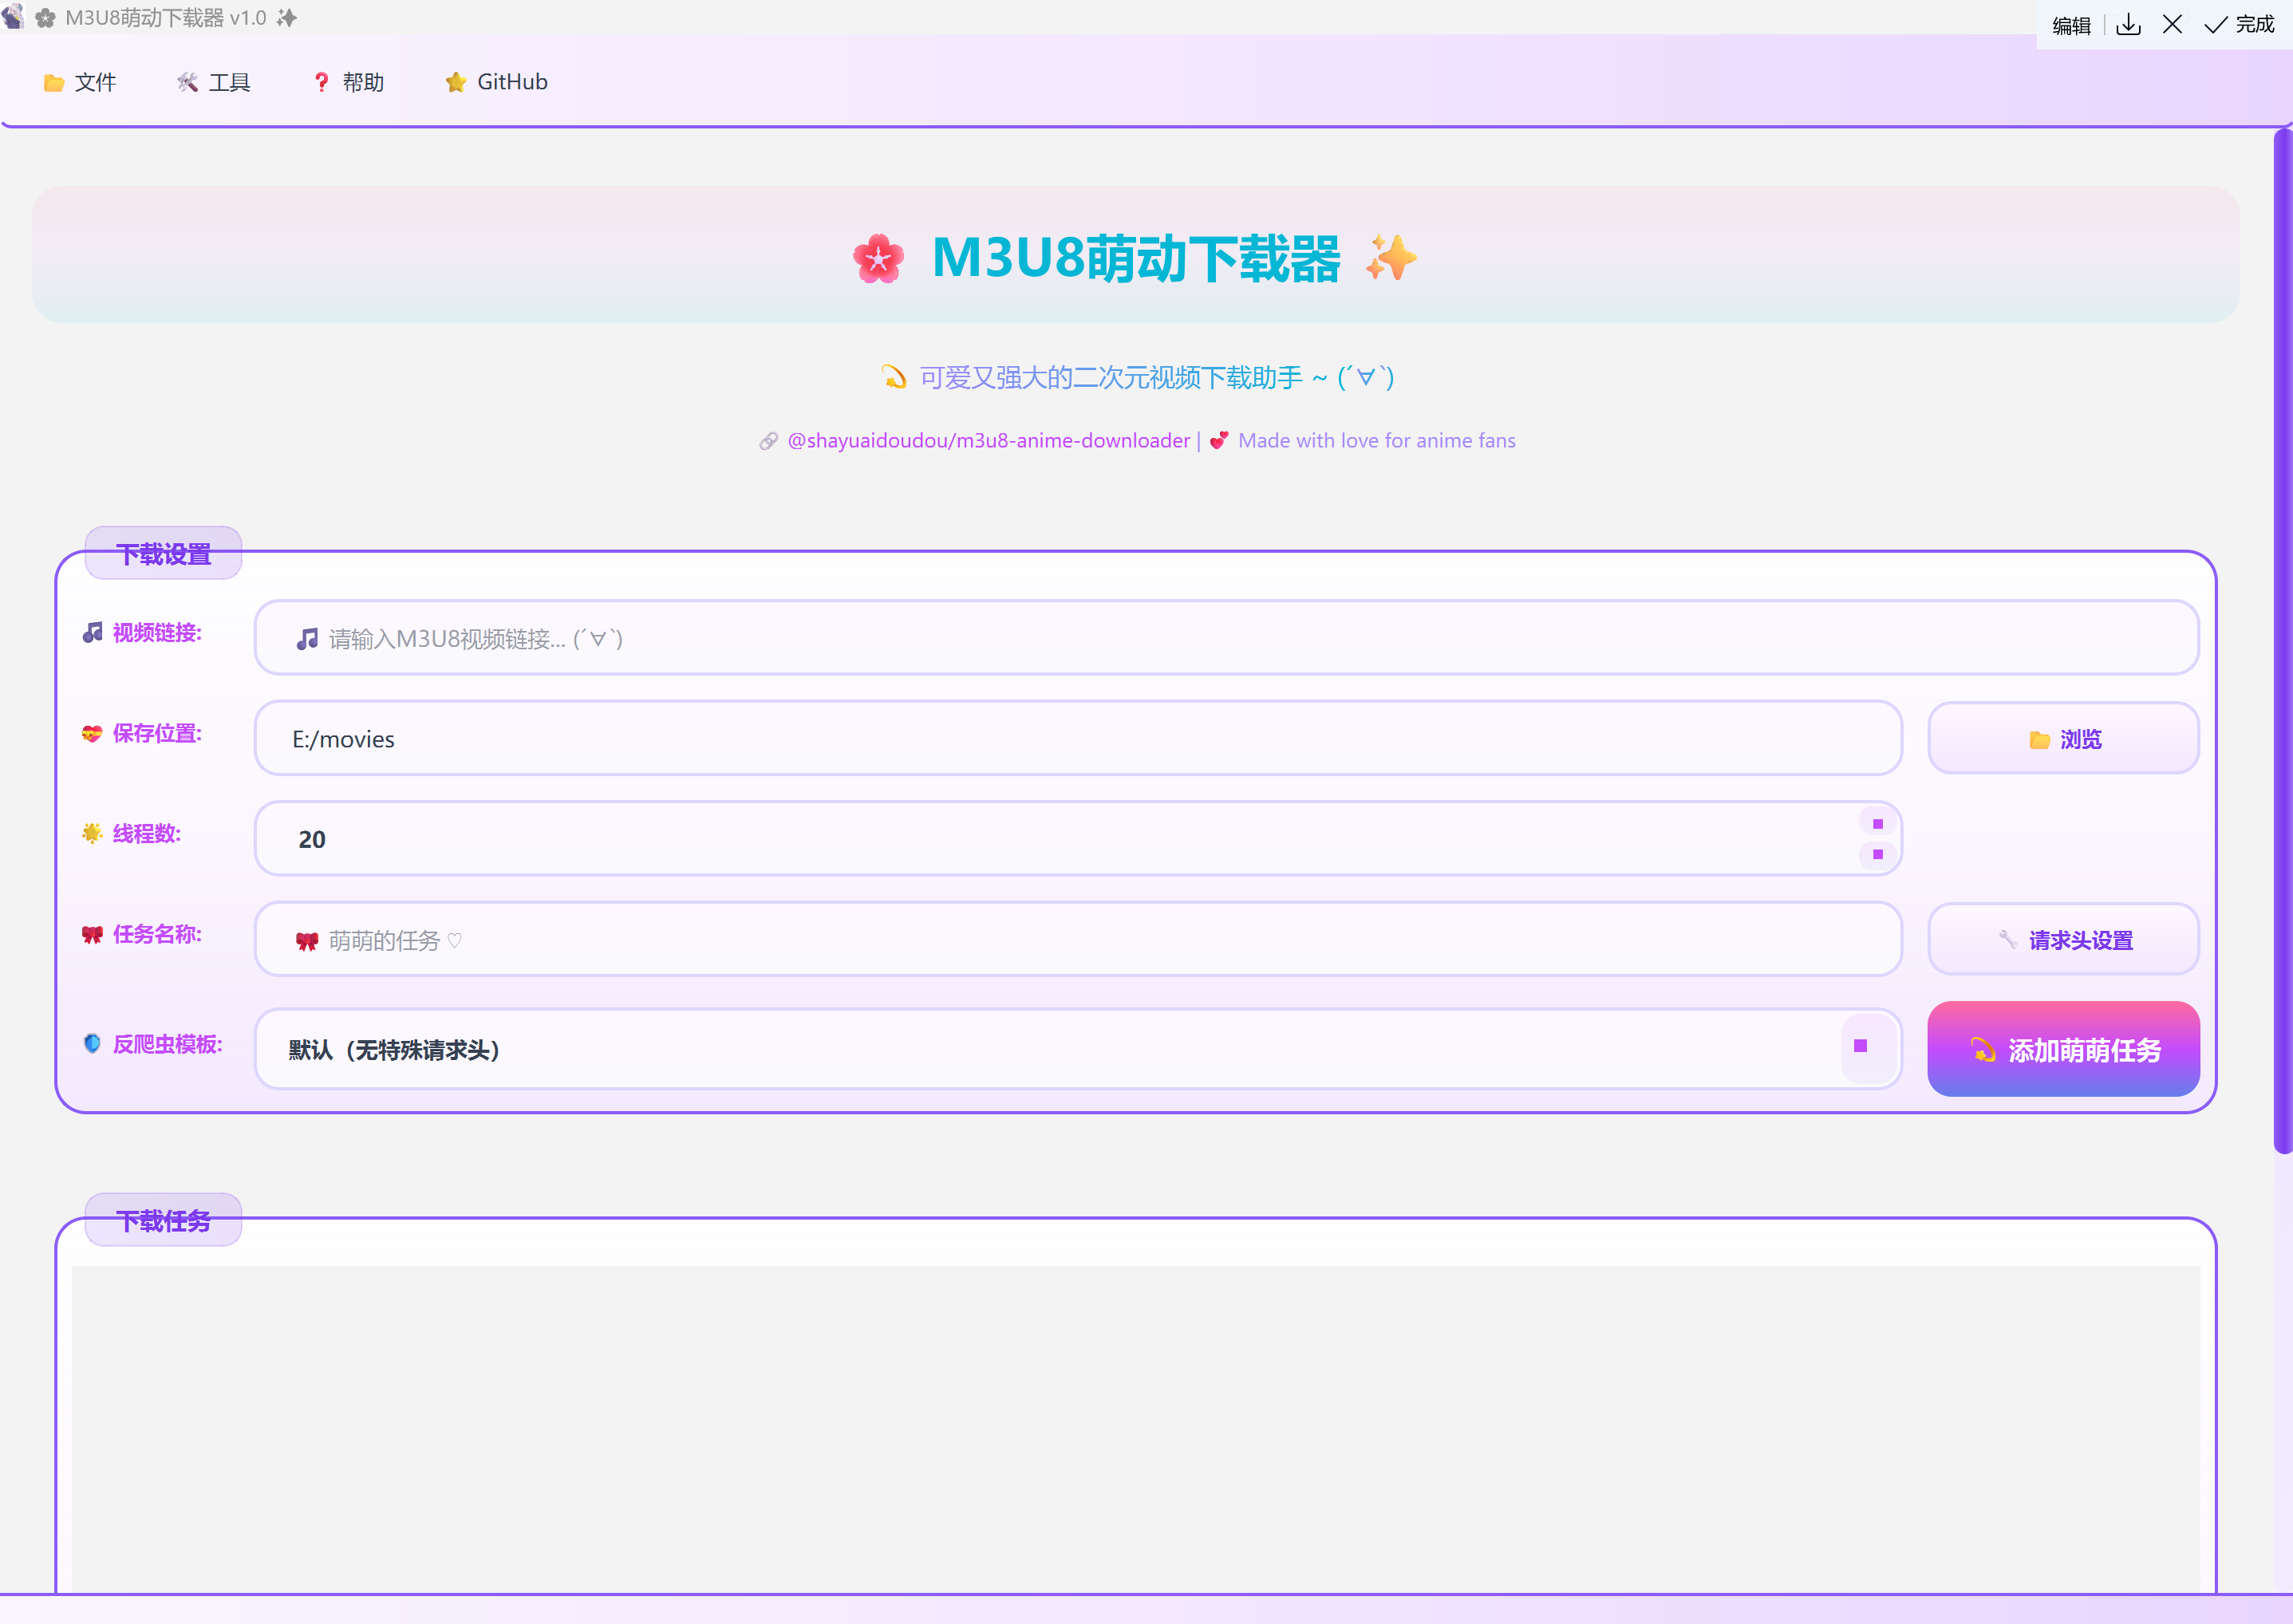 M3U8萌动下载器 v1.0
编辑 完成
文件 工具 帮助 GitHub
M3U8萌动下载器
可爱又强大的二次元视频下载助手 ~ (´∀`)
@shayuaidoudou/m3u8-anime-downloader | 💕 Made with love for anime fans
下载设置
视频链接: 🎵 请输入M3U8视频链接... (´∀`)
保存位置: E:/movies 浏览
线程数: 20
任务名称: 🎀 萌萌的任务 ♡ 请求头设置
反爬虫模板: 默认（无特殊请求头） 添加萌萌任务
下载任务